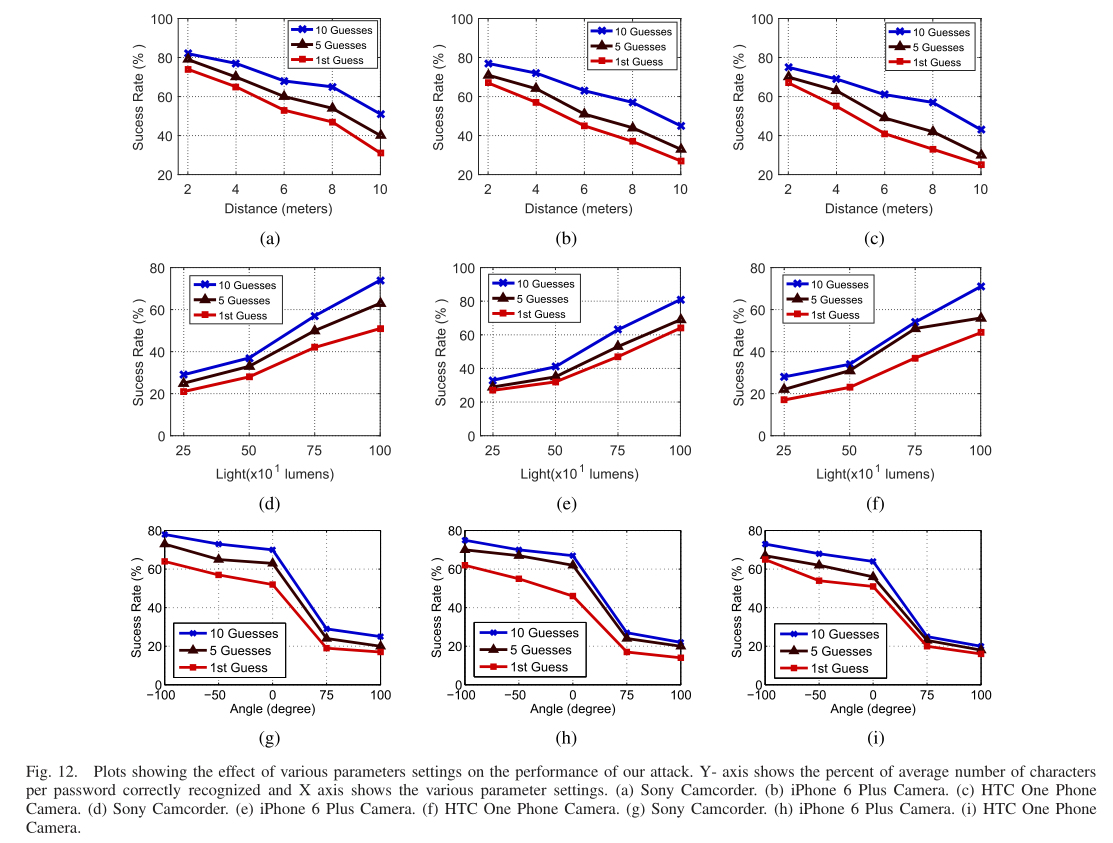 100
80
60
40
20
Sucess Rate (% )
10 Guesses
5 Guesses
1st Guess
2 4 6 8 10
Distance (meters)
(a)
100
80
60
40
20
Sucess Rate (% )
10 Guesses
5 Guesses
1st Guess
2 4 6 8 10
Distance (meters)
(b)
100
80
60
40
20
Sucess Rate (% )
10 Guesses
5 Guesses
1st Guess
2 4 6 8 10
Distance (meters)
(c)
80
60
40
20
0
Sucess Rate (% )
10 Guesses
5 Guesses
1st Guess
25 50 75 100
Light(x10 1 lumens)
(d)
100
80
60
40
20
0
Sucess Rate (% )
10 Guesses
5 Guesses
1st Guess
25 50 75 100
Light(x10 1 lumens)
(e)
80
60
40
20
0
Sucess Rate (% )
10 Guesses
5 Guesses
1st Guess
25 50 75 100
Light(x10 1 lumens)
(f)
80
60
40
20
0
Sucess Rate (% )
10 Guesses
5 Guesses
1st Guess
−100 −50 0 75 100
Angle (degree)
(g)
80
60
40
20
0
Sucess Rate (% )
10 Guesses
5 Guesses
1st Guess
−100 −50 0 75 100
Angle (degree)
(h)
80
60
40
20
0
Sucess Rate (% )
10 Guesses
5 Guesses
1st Guess
−100 −50 0 75 100
Angle (degree)
(i)
Fig. 12. Plots showing the effect of various parameters settings on the performance of our attack. Y- axis shows the percent of average number of characters
per password correctly recognized and X axis shows the various parameter settings. (a) Sony Camcorder. (b) iPhone 6 Plus Camera. (c) HTC One Phone
Camera. (d) Sony Camcorder. (e) iPhone 6 Plus Camera. (f) HTC One Phone Camera. (g) Sony Camcorder. (h) iPhone 6 Plus Camera. (i) HTC One Phone
Camera.